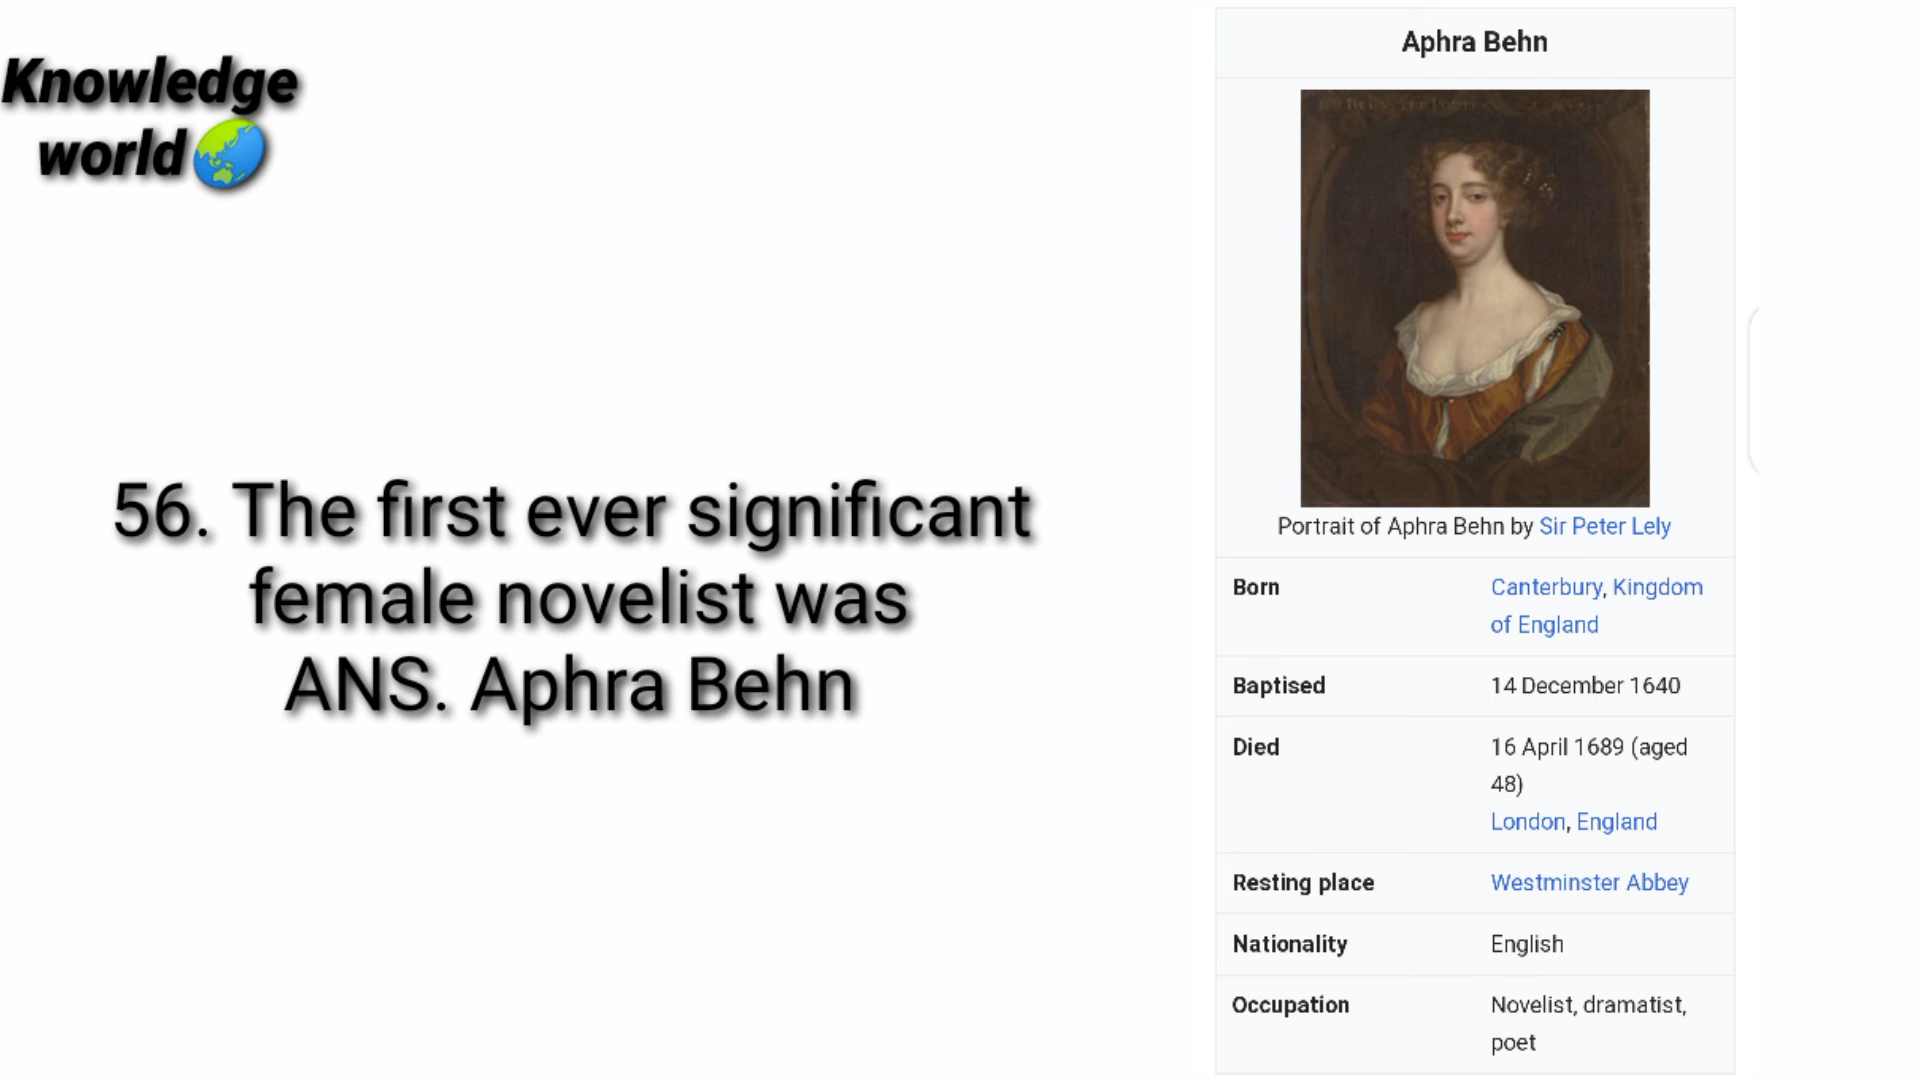 Knowledge
world
56. The first ever significant
female novelist was
ANS. Aphra Behn
Aphra Behn
Portrait of Aphra Behn by Sir Peter Lely
Born Canterbury, Kingdom
of England
Baptised 14 December 1640
Died 16 April 1689 (aged
48)
London, England
Resting place Westminster Abbey
Nationality English
Occupation Novelist, dramatist,
poet